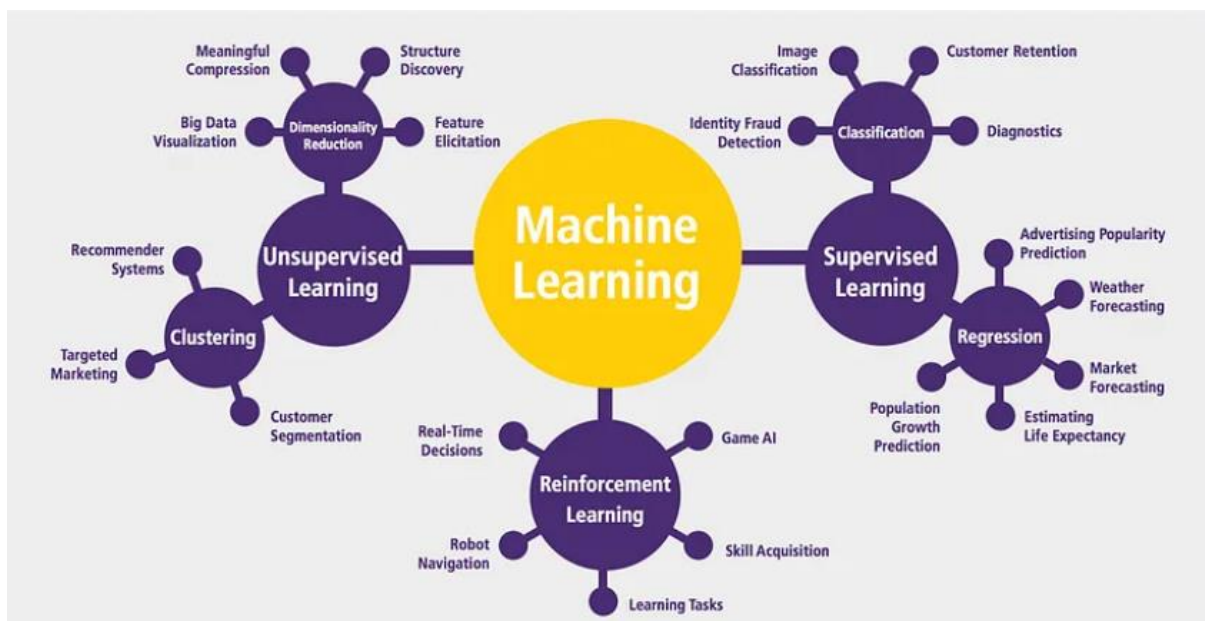 Machine
Learning
Unsupervised
Learning
Dimensionality
Reduction
Meaningful
Compression
Structure
Discovery
Big Data
Visualization
Feature
Elicitation
Clustering
Recommender
Systems
Targeted
Marketing
Customer
Segmentation
Supervised
Learning
Classification
Image
Classification
Customer Retention
Identity Fraud
Detection
Diagnostics
Regression
Advertising Popularity
Prediction
Weather
Forecasting
Market
Forecasting
Population
Growth
Prediction
Estimating
Life Expectancy
Reinforcement
Learning
Real-Time
Decisions
Game AI
Robot
Navigation
Skill Acquisition
Learning Tasks